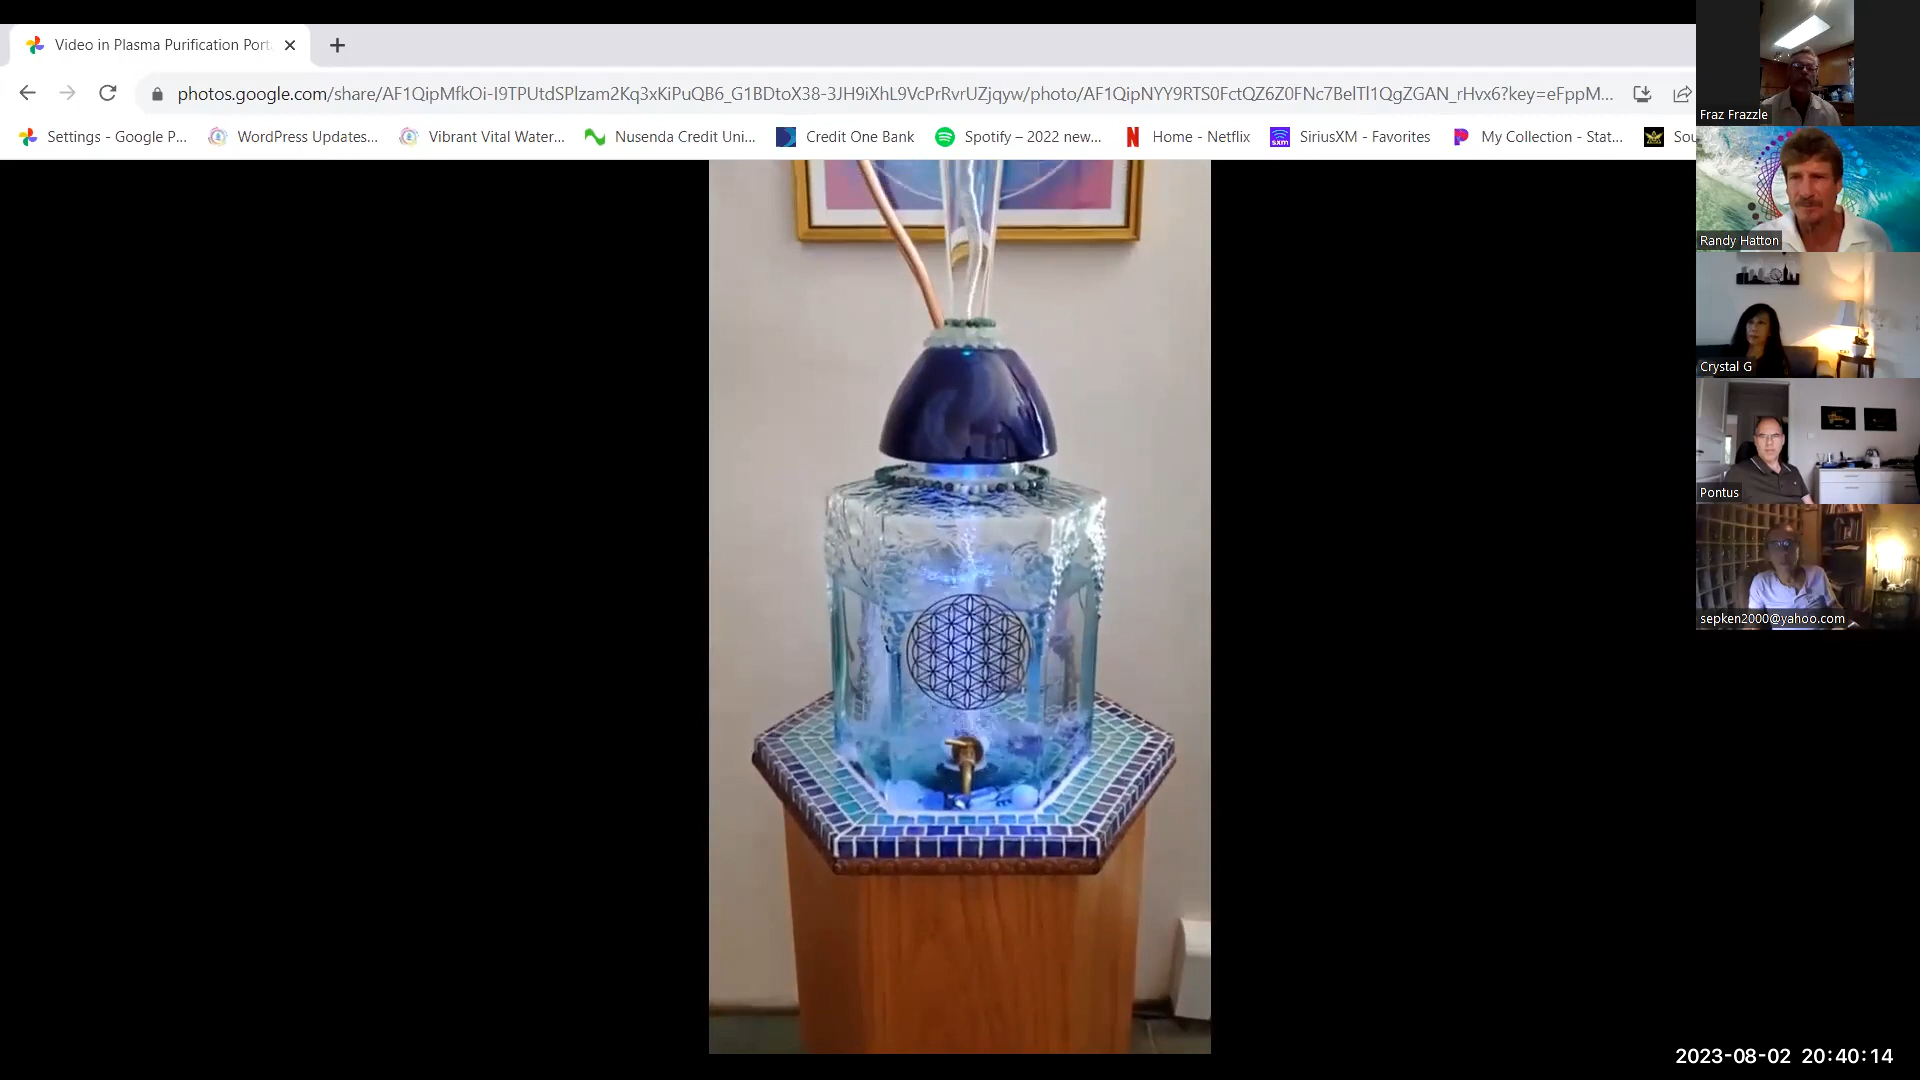 Video in Plasma Purification Port
photos.google.com/share/AF1QipMfkOi-I9TPUtdSPlzam2Kq3xKiPuQB6_G1BDtoX38-3JH9iXhL9VcPrRvrUZjqyw/photo/AF1QipNYY9RTS0FctQZ6Z0FNc7BelTl1QgZGAN_rHvx6?key=eFppM...
Settings - Google P... WordPress Updates... Vibrant Vital Water... Nusenda Credit Uni... Credit One Bank Spotify – 2022 new... Home - Netflix SiriusXM - Favorites My Collection - Stat... Sou
Fraz Frazzle
Randy Hatton
Crystal G
Pontus
sepken2000@yahoo.com
2023-08-02 20:40:14